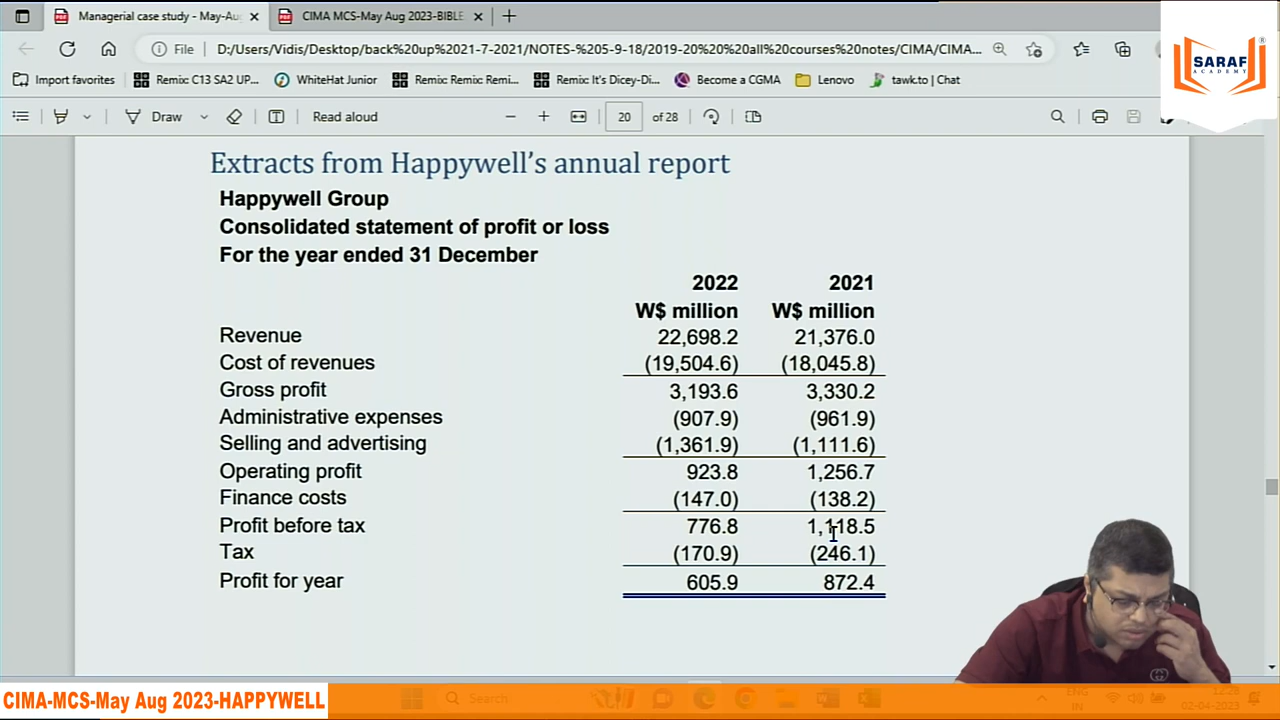 Managerial case study - May-Au
CIMA MCS-May Aug 2023-BIBLE
File
D:/Users/Vidis/Desktop/back%20up%2021-7-2021/NOTES-%205-9-18/2019-20%20%20all%20courses%20notes/CIMA/CIMA...
Import favorites
Remix: C13 SA2 UP...
WhiteHat Junior
Remix: Remix: Remi...
Remix: It's Dicey-Di...
Become a CGMA
Lenovo
tawk.to | Chat
SARAF
ACADEMY
Draw
Read aloud
20
of 28
Extracts from Happywell's annual report
Happywell Group
Consolidated statement of profit or loss
For the year ended 31 December
2022 2021
W$ million W$ million
Revenue 22,698.2 21,376.0
Cost of revenues (19,504.6) (18,045.8)
Gross profit 3,193.6 3,330.2
Administrative expenses (907.9) (961.9)
Selling and advertising (1,361.9) (1,111.6)
Operating profit 923.8 1,256.7
Finance costs (147.0) (138.2)
Profit before tax 776.8 1,118.5
Tax (170.9) (246.1)
Profit for year 605.9 872.4
CIMA-MCS-May Aug 2023-HAPPYWELL
Search
ENG
IN
02-04-2023